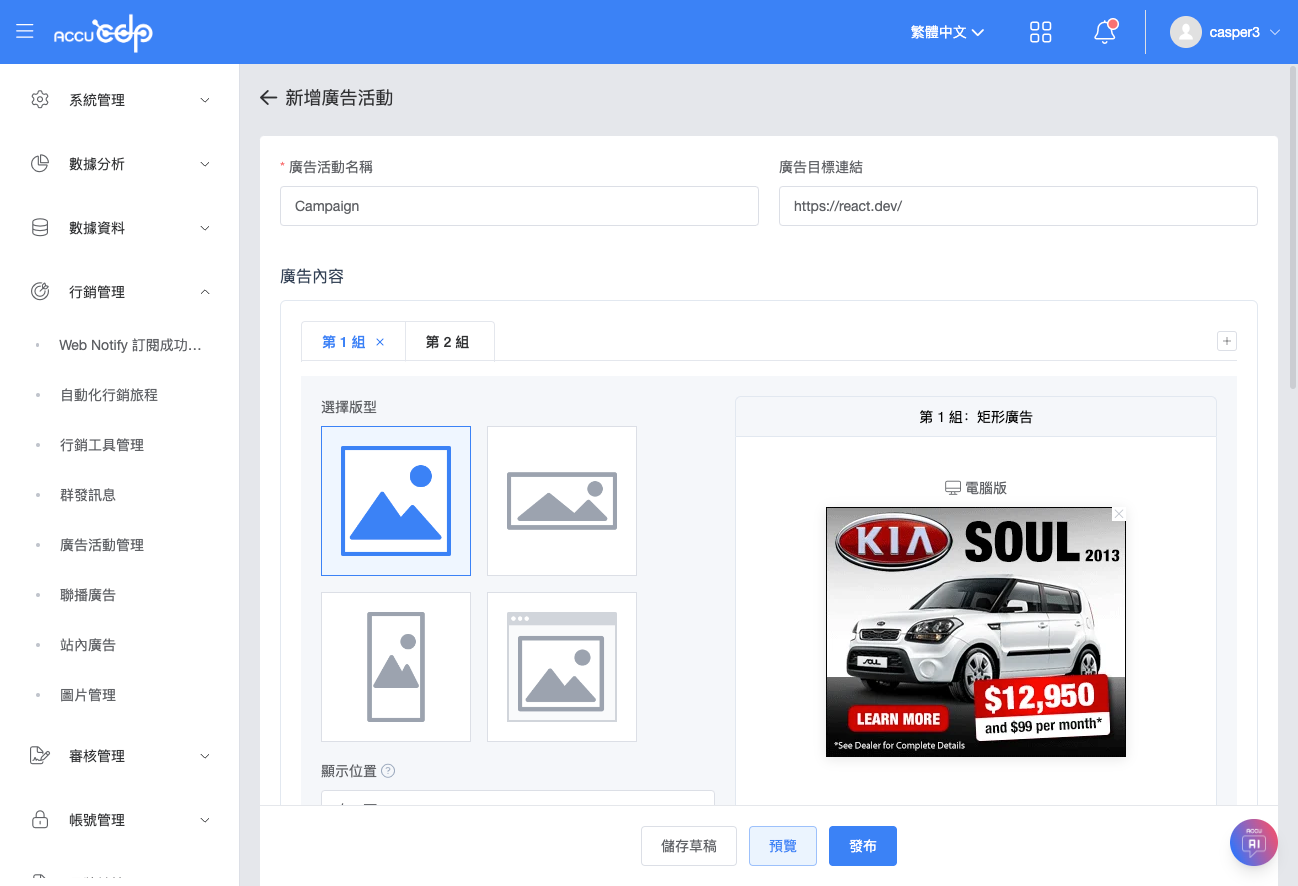 ACCU cdp
繁體中文
casper3
系統管理
數據分析
數據資料
行銷管理
Web Notify 訂閱成功…
自動化行銷旅程
行銷工具管理
群發訊息
廣告活動管理
聯播廣告
站內廣告
圖片管理
審核管理
帳號管理
新增廣告活動
* 廣告活動名稱
廣告目標連結
Campaign
https://react.dev/
廣告內容
第 1 組 ×
第 2 組
+
選擇版型
顯示位置 ?
第 1 組：矩形廣告
電腦版
KIA SOUL 2013
SOUL
$12,950
and $99 per month*
LEARN MORE
*See Dealer for Complete Details
儲存草稿
預覽
發布
ACCU
AI